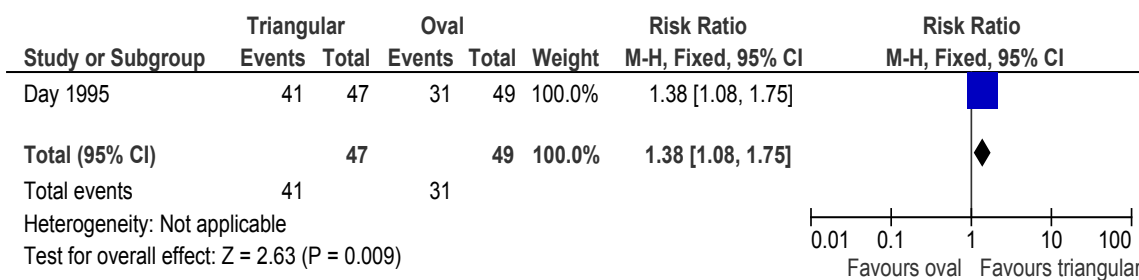 Triangular Oval Risk Ratio Risk Ratio
Study or Subgroup Events Total Events Total Weight M-H, Fixed, 95% CI M-H, Fixed, 95% CI
Day 1995 41 47 31 49 100.0% 1.38 [1.08, 1.75]
Total (95% CI) 47 49 100.0% 1.38 [1.08, 1.75]
Total events 41 31
Heterogeneity: Not applicable
Test for overall effect: Z = 2.63 (P = 0.009)
0.01 0.1 1 10 100
Favours oval Favours triangular